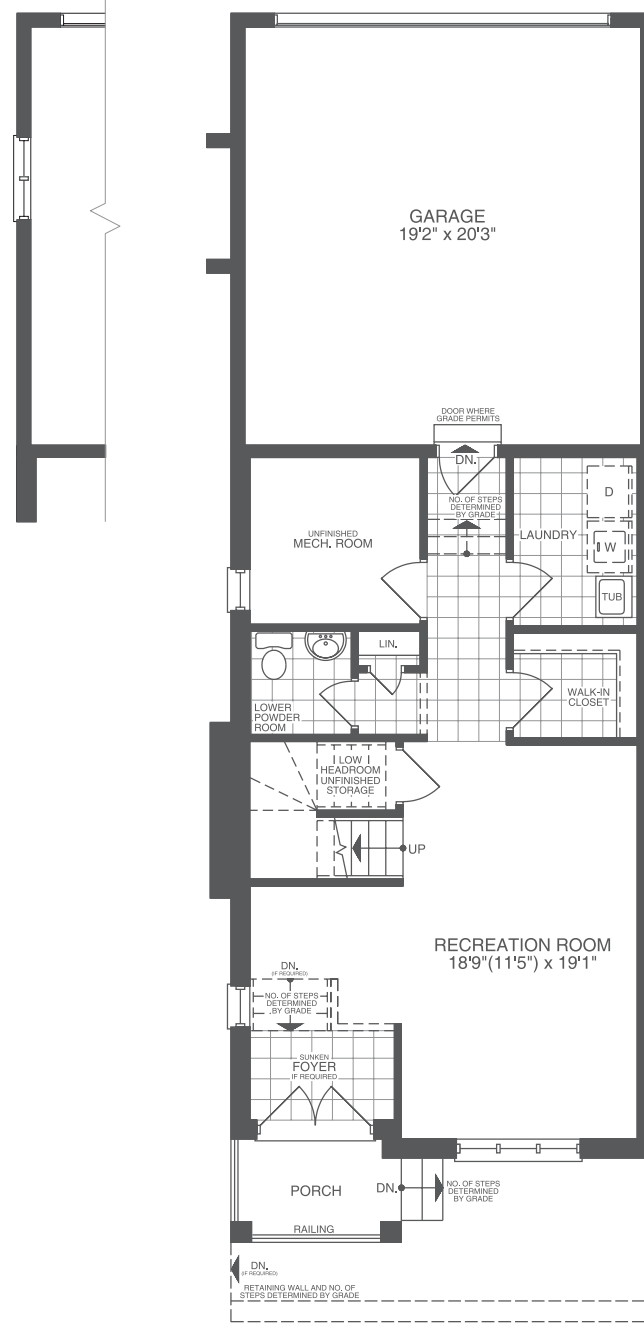 GARAGE
19'2" x 20'3"
DOOR WHERE
GRADE PERMITS
DN.
NO. OF STEPS
DETERMINED
BY GRADE
D
UNFINISHED
MECH. ROOM
LAUNDRY
W
TUB
LIN.
LOWER
POWDER
ROOM
WALK-IN
CLOSET
LOW
HEADROOM
UNFINISHED
STORAGE
UP
RECREATION ROOM
18'9"(11'5") x 19'1"
DN.
(IF REQUIRED)
NO. OF STEPS
DETERMINED
BY GRADE
SUNKEN
FOYER
IF REQUIRED
PORCH
DN.
NO. OF STEPS
DETERMINED
BY GRADE
RAILING
DN.
(IF REQUIRED)
RETAINING WALL AND NO. OF
STEPS DETERMINED BY GRADE